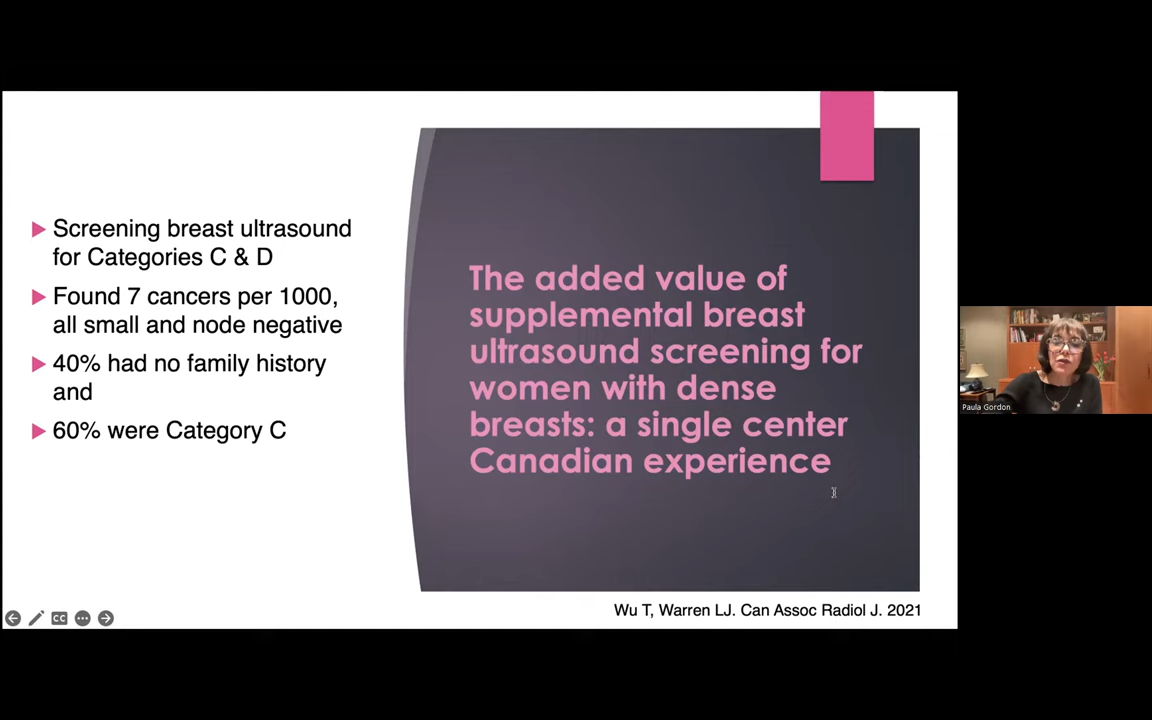 Screening breast ultrasound
for Categories C & D
Found 7 cancers per 1000,
all small and node negative
40% had no family history
and
60% were Category C
The added value of
supplemental breast
ultrasound screening for
women with dense
breasts: a single center
Canadian experience
Wu T, Warren LJ. Can Assoc Radiol J. 2021
CC
Paula Gordon